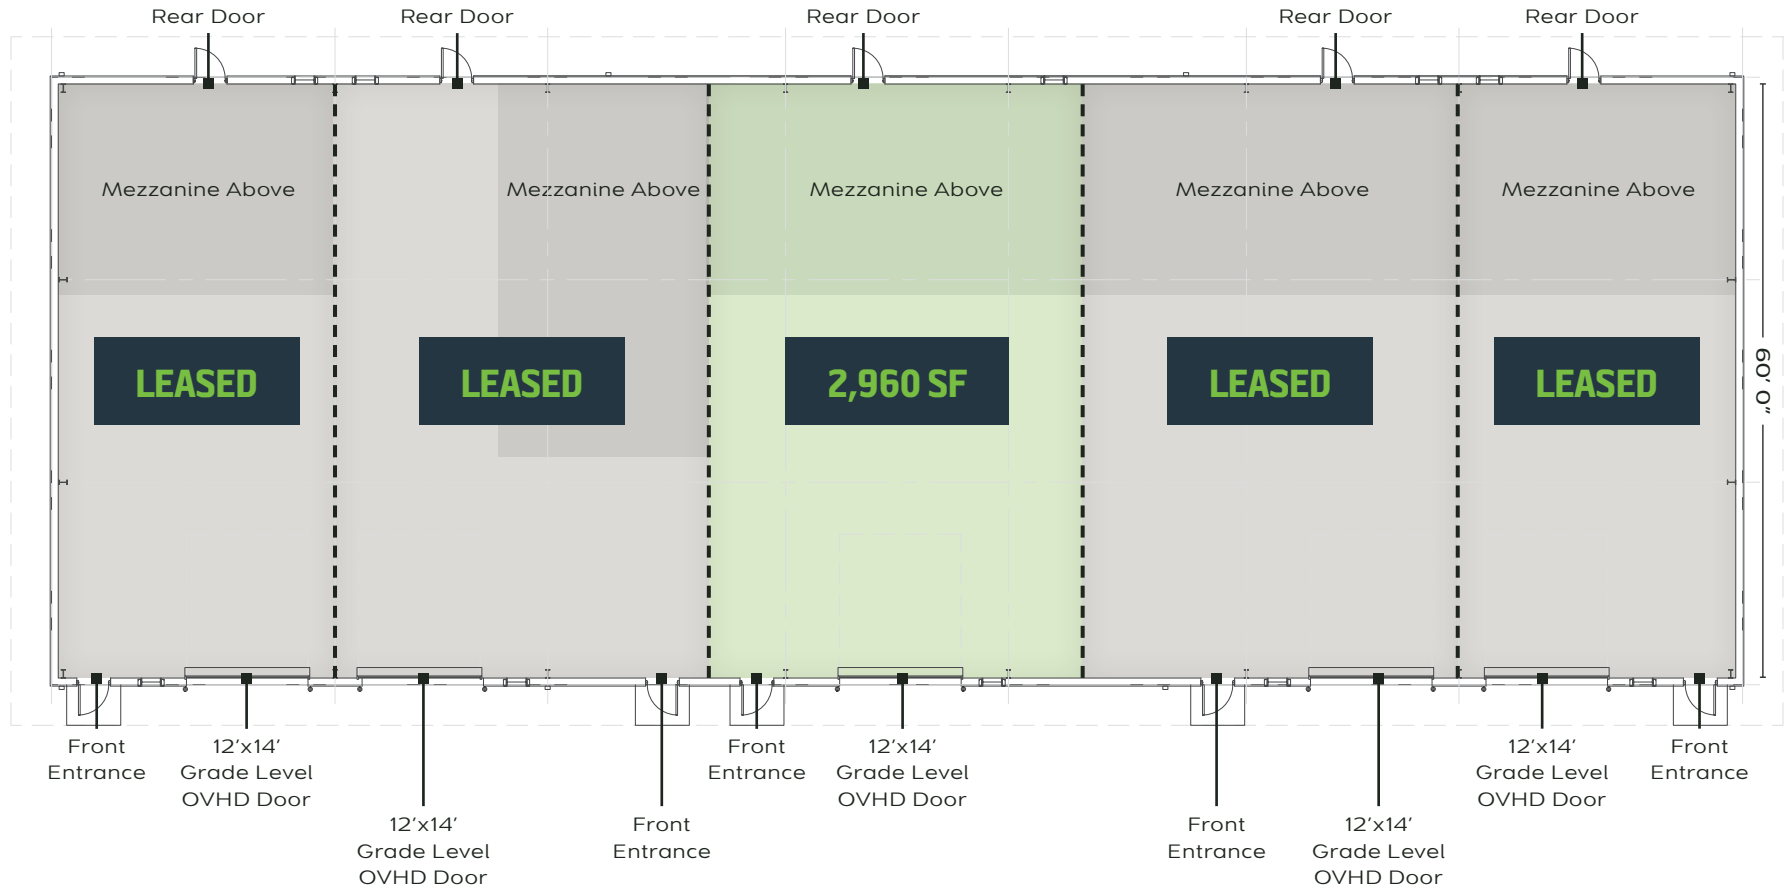 Rear Door
Rear Door
Rear Door
Rear Door
Rear Door
Mezzanine Above
Mezzanine Above
Mezzanine Above
Mezzanine Above
Mezzanine Above
LEASED
LEASED
2,960 SF
LEASED
LEASED
60' 0"
Front
Entrance
12'x14'
Grade Level
OVHD Door
12'x14'
Grade Level
OVHD Door
Front
Entrance
Front
Entrance
12'x14'
Grade Level
OVHD Door
Front
Entrance
12'x14'
Grade Level
OVHD Door
12'x14'
Grade Level
OVHD Door
Front
Entrance